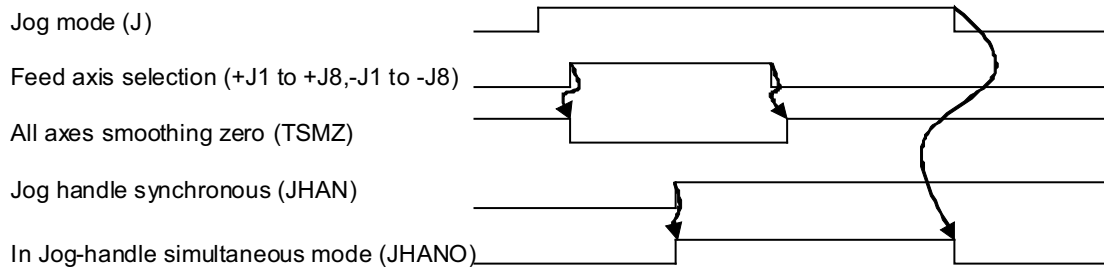 Jog mode (J)
Feed axis selection (+J1 to +J8,-J1 to -J8)
All axes smoothing zero (TSMZ)
Jog handle synchronous (JHAN)
In Jog-handle simultaneous mode (JHANO)